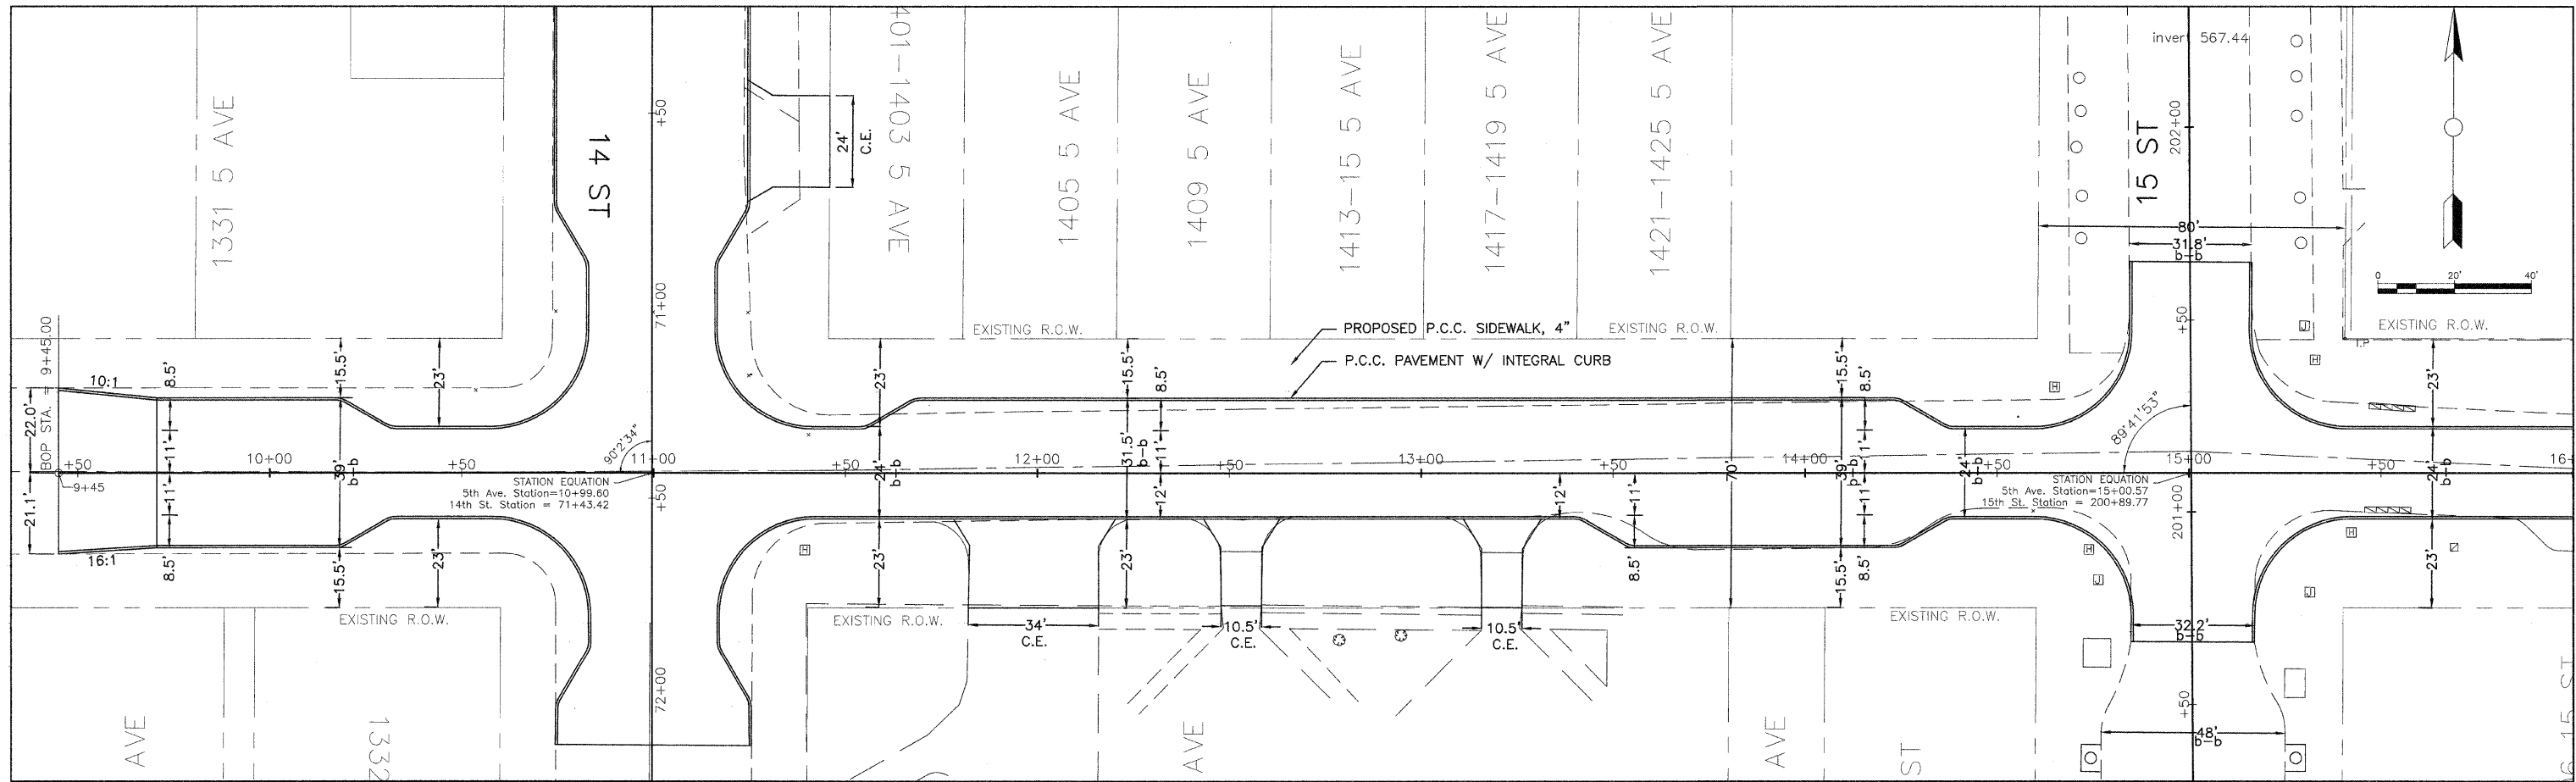 1331 5 AVE
14 ST
+50
24'
C.E.
401-1403 5 AVE
1405 5 AVE
1409 5 AVE
1413-15 5 AVE
1417-1419 5 AVE
1421-1425 5 AVE
inver 567.44
15 ST
202+00
80'
31.8'
b-b
0 20' 40'
71+00
+50
EXISTING R.O.W.
PROPOSED P.C.C. SIDEWALK, 4"
EXISTING R.O.W.
EXISTING R.O.W.
P.C.C. PAVEMENT W/ INTEGRAL CURB
J
I.P
H
H
BOP STA. = 9+45.00
10:1
22.0'
8.5'
15.5'
23'
23'
15.5'
8.5'
15.5'
8.5'
23'
11'
90°2'34"
11'
11'
89°41'53"
+50
10+00
39'
b-b
+50
11+00
+50
24'
b-b
12+00
31.5'
b-b
+50
13+00
+50
70'
14+00
39'
b-b
24'
b-b
+50
15+00
+50
24'
b-b
16+
9+45
21.1'
11'
STATION EQUATION
5th Ave. Station=10+99.60
14th St. Station = 71+43.42
+50
12'
12'
11'
11'
STATION EQUATION
5th Ave. Station=15+00.57
15th St. Station = 200+89.77
201+00
16:1
8.5'
15.5'
23'
H
23'
23'
8.5'
15.5'
8.5'
H
J
H
J
23'
EXISTING R.O.W.
EXISTING R.O.W.
EXISTING R.O.W.
34'
C.E.
10.5'
C.E.
10.5'
C.E.
32.2'
b-b
72+00
+50
48'
b-b
AVE
1332
AVE
AVE
ST
15 ST